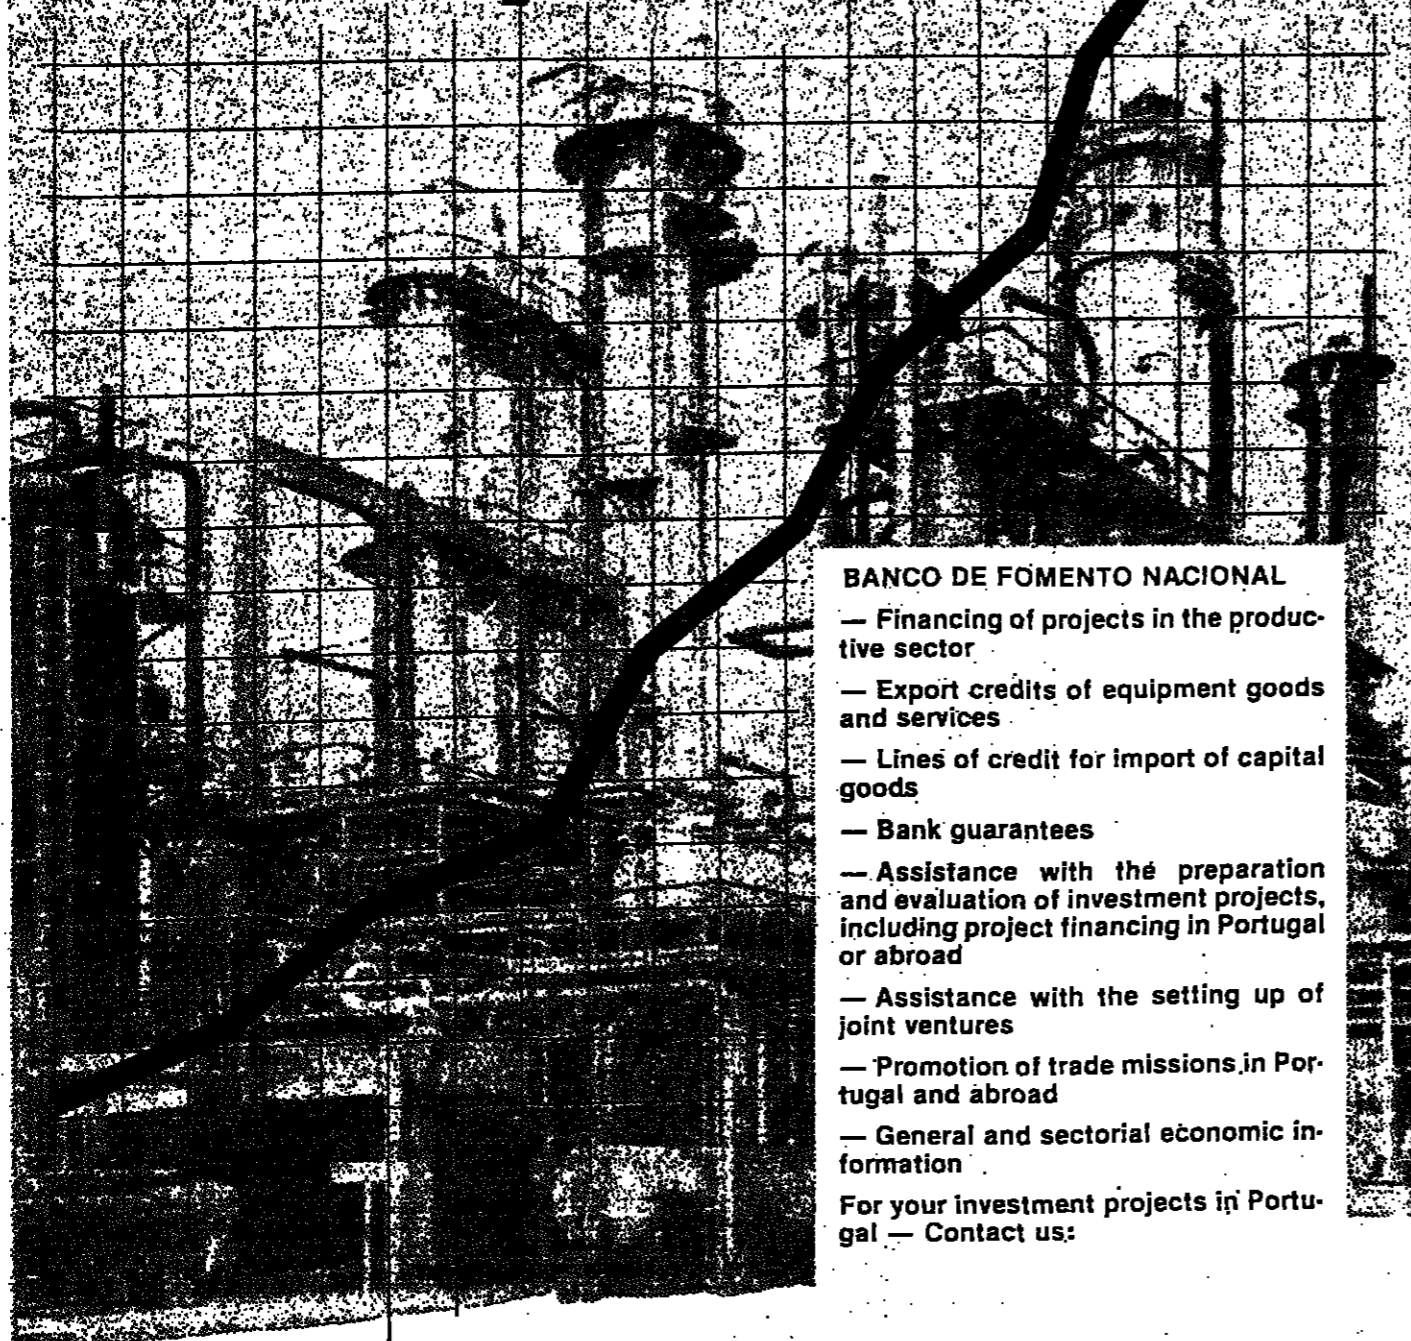 BANCO DE FOMENTO NACIONAL
— Financing of projects in the produc-
tive sector
— Export credits of equipment goods
and services
— Lines of credit for import of capital
goods
— Bank guarantees
— Assistance with the preparation
and evaluation of investment projects,
including project financing in Portugal
or abroad
— Assistance with the setting up of
joint ventures
— Promotion of trade missions in Por-
tugal and abroad
— General and sectorial economic in-
formation
For your investment projects in Portu-
gal — Contact us: